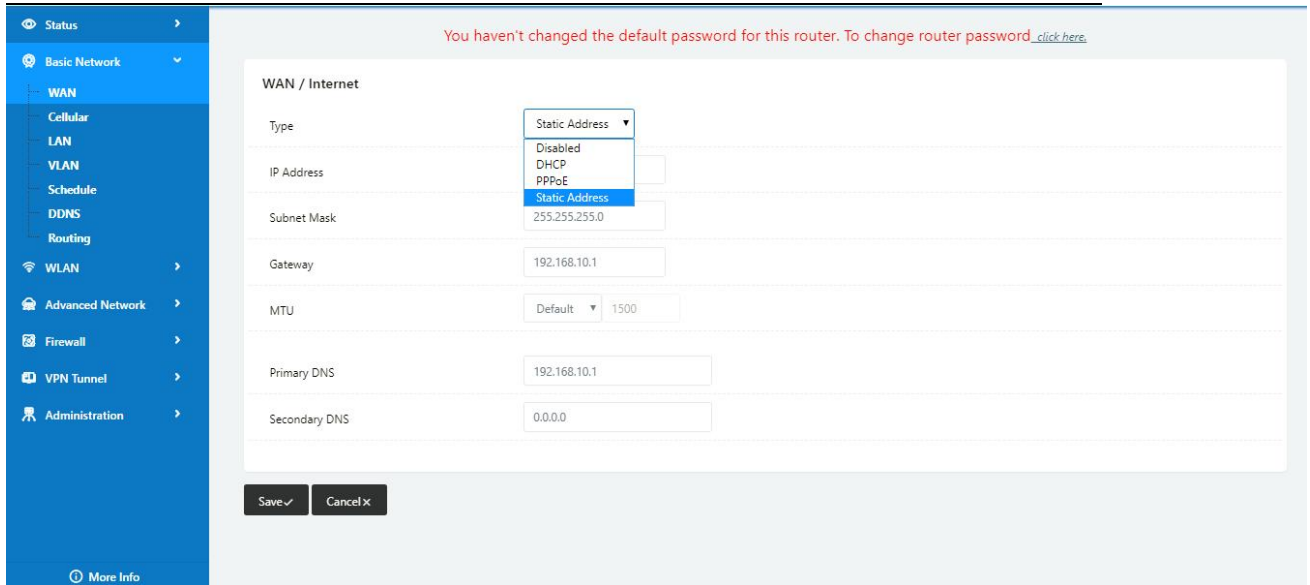 Status
You haven't changed the default password for this router. To change router password click here.
Basic Network
WAN
Cellular
LAN
VLAN
Schedule
DDNS
Routing
WLAN
Advanced Network
Firewall
VPN Tunnel
Administration
More Info
WAN / Internet
Type
Static Address
Disabled
DHCP
PPPoE
Static Address
IP Address
Subnet Mask
255.255.255.0
Gateway
192.168.10.1
MTU
Default 1500
Primary DNS
192.168.10.1
Secondary DNS
0.0.0.0
Save Cancel